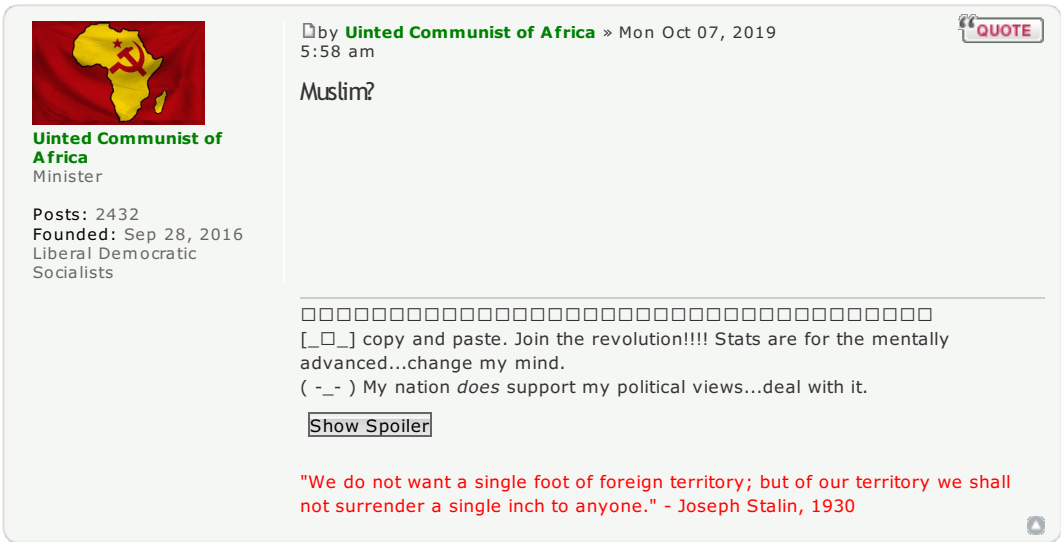 Uinted Communist of
Africa
Minister
Posts: 2432
Founded: Sep 28, 2016
Liberal Democratic
Socialists
by Uinted Communist of Africa » Mon Oct 07, 2019
5:58 am
QUOTE
Muslim?
□□□□□□□□□□□□□□□□□□□□□□□□□□□□□□□□□□□□
[_□_] copy and paste. Join the revolution!!!! Stats are for the mentally
advanced...change my mind.
( -_- ) My nation does support my political views...deal with it.
Show Spoiler
"We do not want a single foot of foreign territory; but of our territory we shall
not surrender a single inch to anyone." - Joseph Stalin, 1930